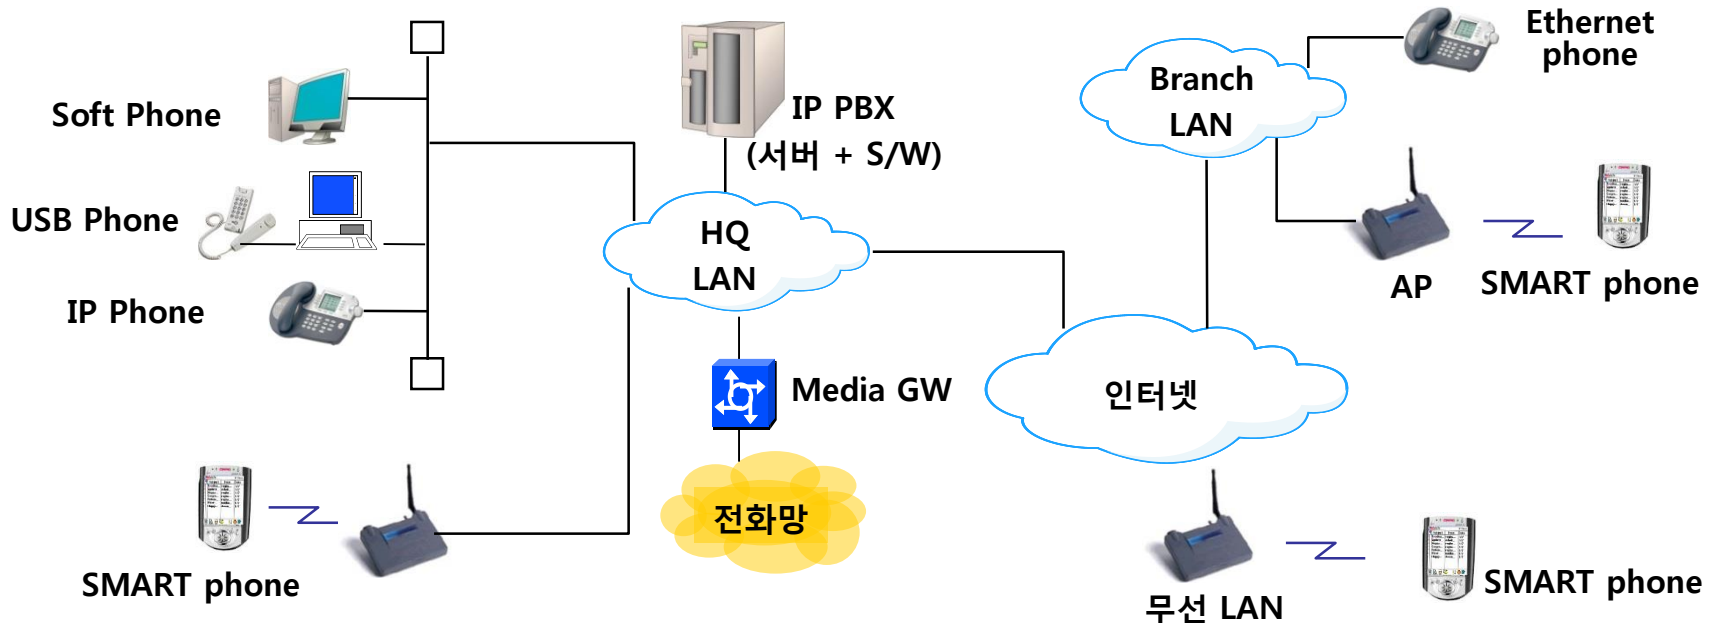 Ethernet
phone
Branch
LAN
Soft Phone
IP PBX
(서버 + S/W)
USB Phone
HQ
LAN
AP
SMART phone
IP Phone
Media GW
인터넷
전화망
SMART phone
SMART phone
무선 LAN